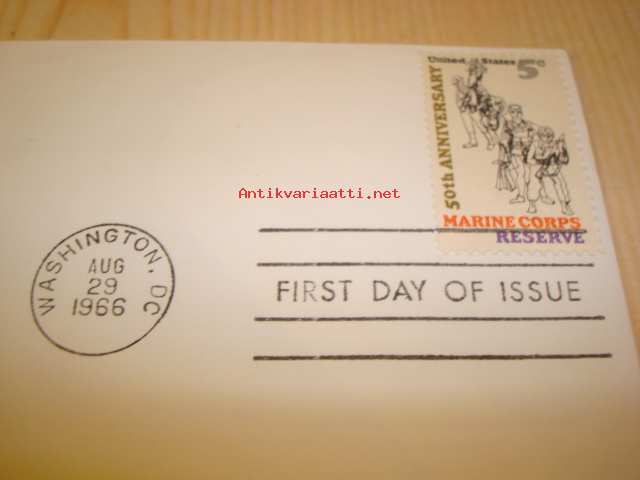 United States 5c
50th ANNIVERSARY
MARINE CORPS
RESERVE
Antikvariaatti.net
WASHINGTON, DC
AUG
29
1966
FIRST DAY OF ISSUE